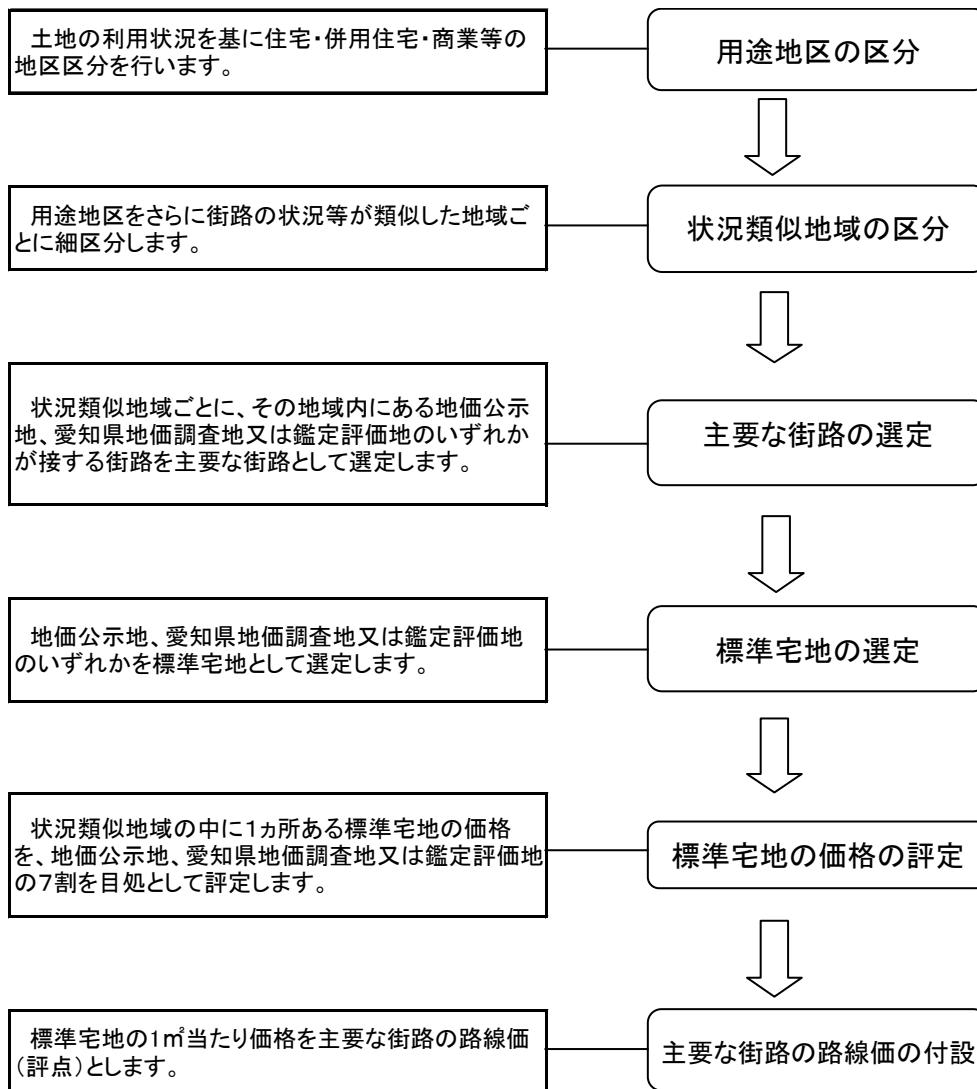 土地の利用状況を基に住宅・併用住宅・商業等の
地区区分を行います。
用途地区の区分
用途地区をさらに街路の状況等が類似した地域ご
とに細区分します。
状況類似地域の区分
状況類似地域ごとに、その地域内にある地価公示
地、愛知県地価調査地又は鑑定評価地のいずれか
が接する街路を主要な街路として選定します。
主要な街路の選定
地価公示地、愛知県地価調査地又は鑑定評価地
のいずれかを標準宅地として選定します。
標準宅地の選定
状況類似地域の中に1ヵ所ある標準宅地の価格
を、地価公示地、愛知県地価調査地又は鑑定評価地
の7割を目処として評定します。
標準宅地の価格の評定
標準宅地の1㎡当たり価格を主要な街路の路線価
(評点)とします。
主要な街路の路線価の付設